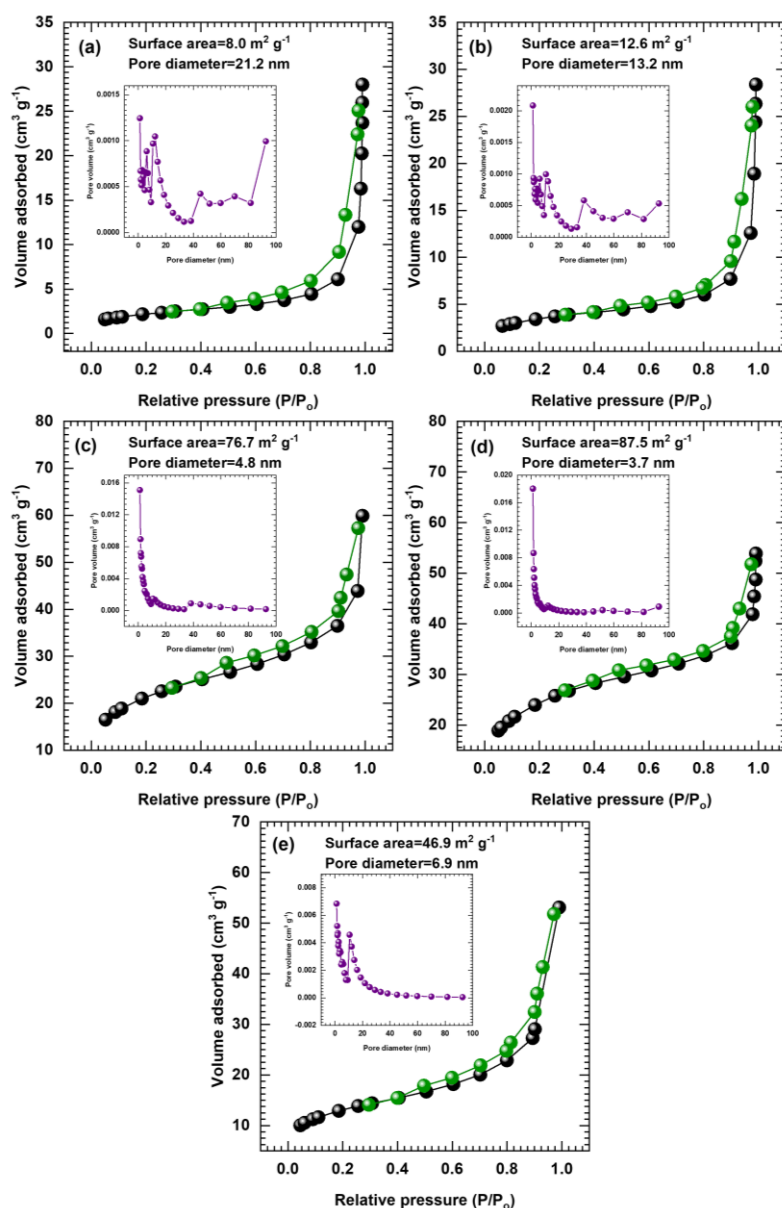 (a)
Surface area=8.0 m² g⁻¹
Pore diameter=21.2 nm
Volume adsorbed (cm³ g⁻¹)
35
30
25
20
15
10
5
0
0.0 0.2 0.4 0.6 0.8 1.0
Relative pressure (P/Pₒ)
Pore volume (cm³ g⁻¹)
0.0015
0.0010
0.0005
0.0000
0 20 40 60 80 100
Pore diameter (nm)
(b)
Surface area=12.6 m² g⁻¹
Pore diameter=13.2 nm
Volume adsorbed (cm³ g⁻¹)
35
30
25
20
15
10
5
0
0.0 0.2 0.4 0.6 0.8 1.0
Relative pressure (P/Pₒ)
Pore volume (cm³ g⁻¹)
0.0020
0.0015
0.0010
0.0005
0.0000
0 20 40 60 80 100
Pore diameter (nm)
(c)
Surface area=76.7 m² g⁻¹
Pore diameter=4.8 nm
Volume adsorbed (cm³ g⁻¹)
80
70
60
50
40
30
20
10
0.0 0.2 0.4 0.6 0.8 1.0
Relative pressure (P/Pₒ)
Pore volume (cm³ g⁻¹)
0.016
0.012
0.008
0.004
0.000
0 20 40 60 80 100
Pore diameter (nm)
(d)
Surface area=87.5 m² g⁻¹
Pore diameter=3.7 nm
Volume adsorbed (cm³ g⁻¹)
80
70
60
50
40
30
20
0.0 0.2 0.4 0.6 0.8 1.0
Relative pressure (P/Pₒ)
Pore volume (cm³ g⁻¹)
0.020
0.016
0.012
0.008
0.004
0.000
0 20 40 60 80 100
Pore diameter (nm)
(e)
Surface area=46.9 m² g⁻¹
Pore diameter=6.9 nm
Volume adsorbed (cm³ g⁻¹)
70
60
50
40
30
20
10
0.0 0.2 0.4 0.6 0.8 1.0
Relative pressure (P/Pₒ)
Pore volume (cm³ g⁻¹)
0.008
0.006
0.004
0.002
0.000
-0.002
0 20 40 60 80 100
Pore diameter (nm)